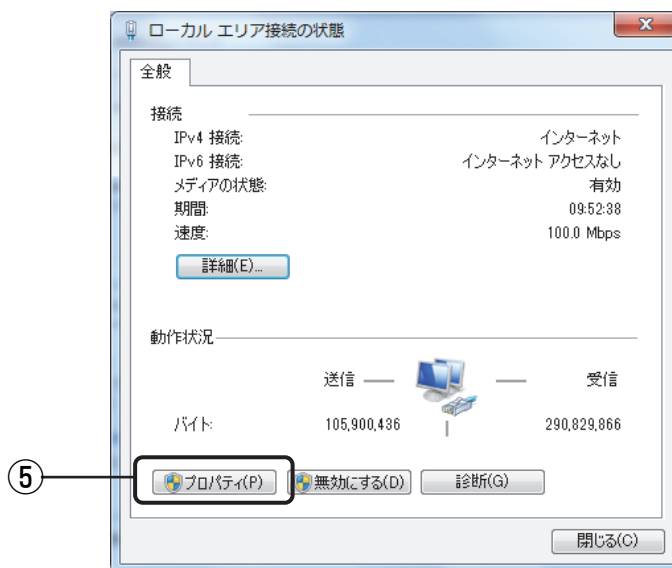 ローカル エリア接続の状態
全般
接続
IPv4 接続: インターネット
IPv6 接続: インターネット アクセスなし
メディアの状態: 有効
期間: 09:52:38
速度: 100.0 Mbps
詳細(E)...
動作状況
送信 受信
バイト: 105,900,436 290,829,866
⑤ プロパティ(P) 無効にする(D) 診断(G)
閉じる(C)